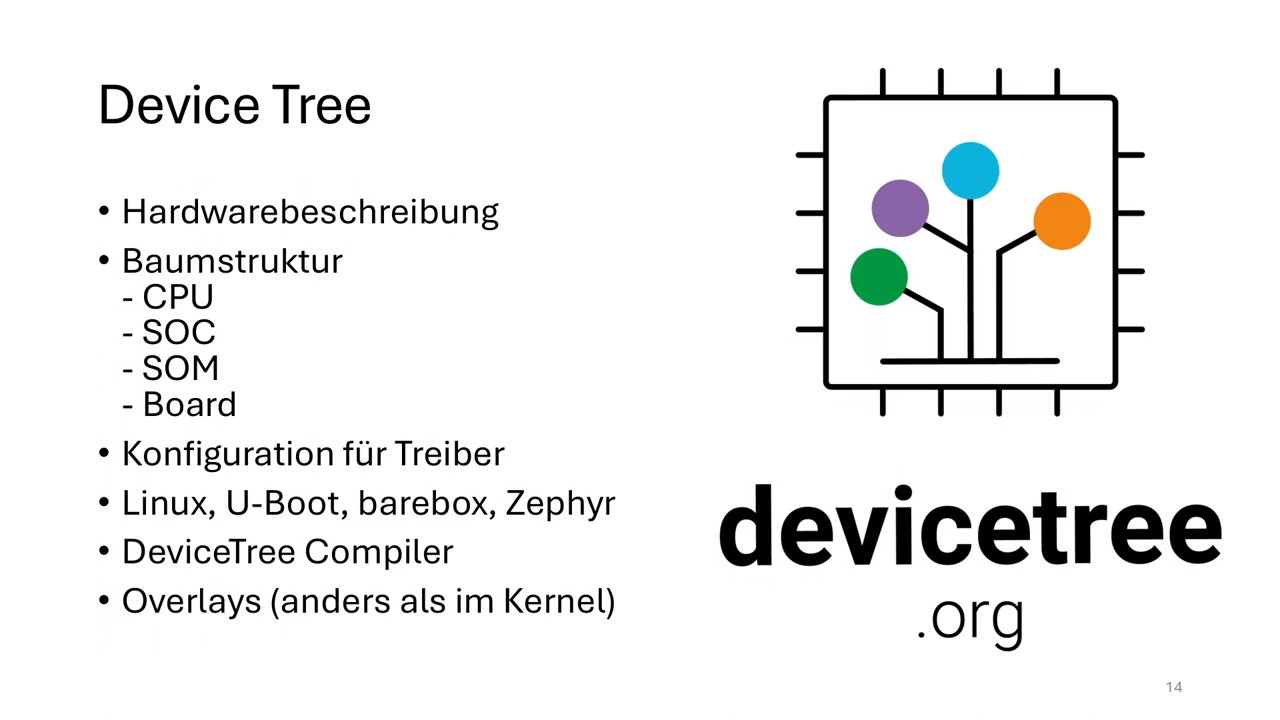 Device Tree
• Hardwarebeschreibung
• Baumstruktur
- CPU
- SOC
- SOM
- Board
• Konfiguration für Treiber
• Linux, U-Boot, barebox, Zephyr
• DeviceTree Compiler
• Overlays (anders als im Kernel)
devicetree
.org
14